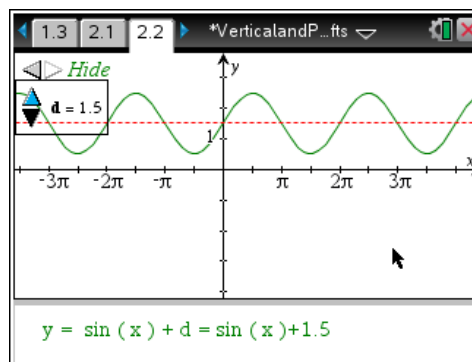 1.3 2.1 2.2 *VerticalandP…fts
Hide
y
d = 1.5
1
x
-3π -2π -π π 2π 3π
y = sin ( x ) + d = sin ( x )+1.5